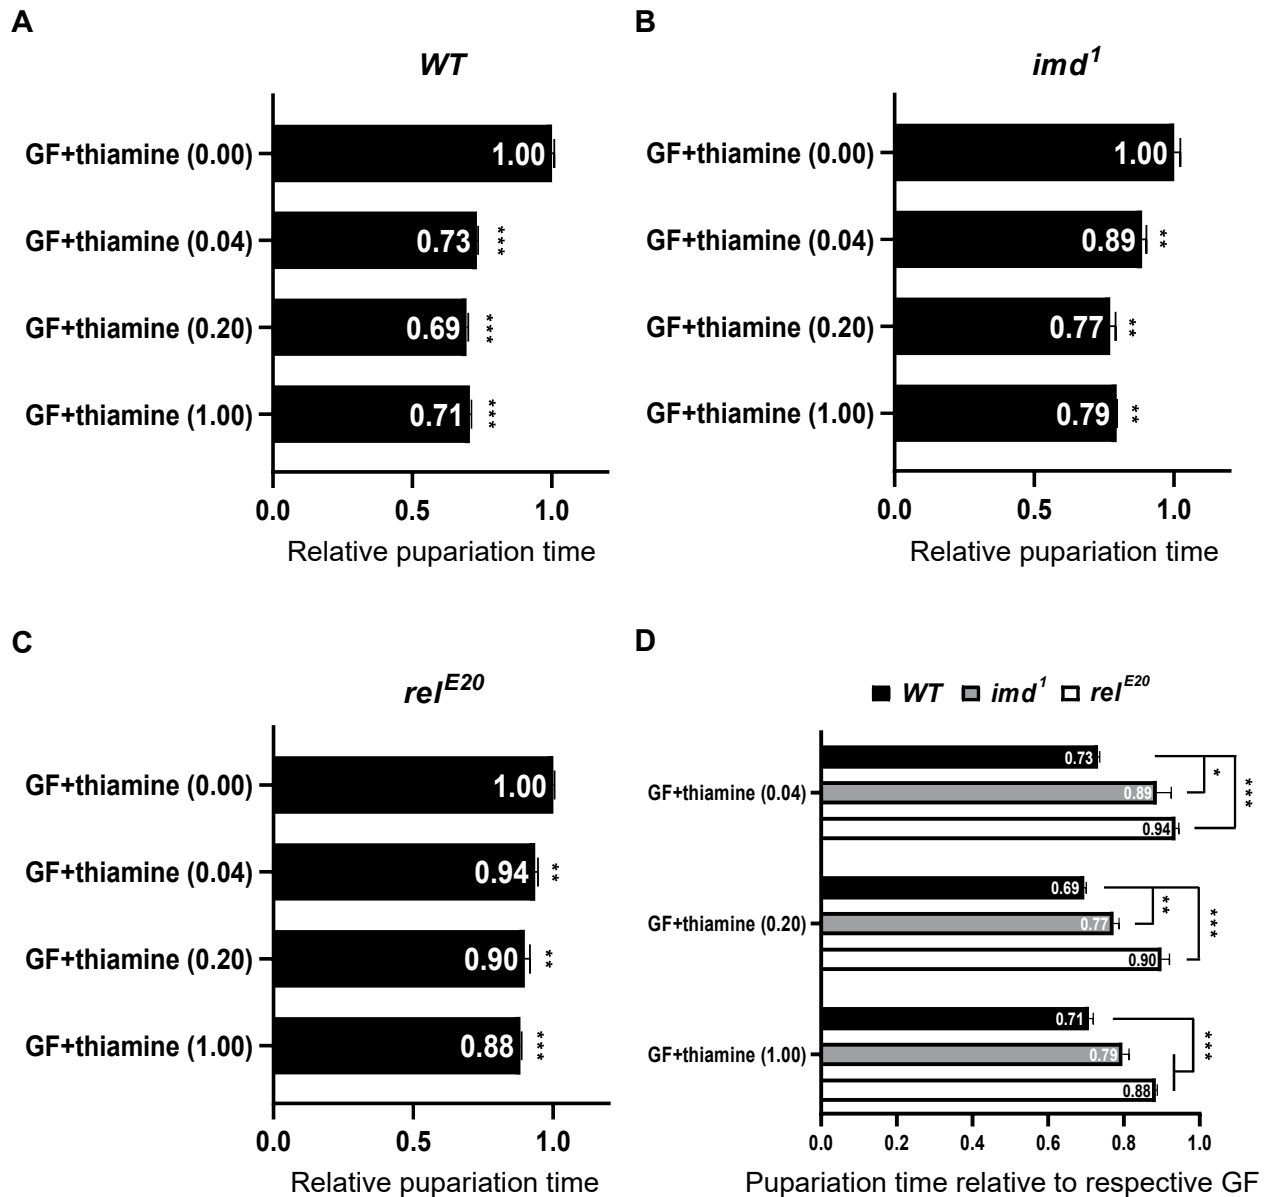 A
WT
GF+thiamine (0.00)
1.00
GF+thiamine (0.04)
0.73
***
GF+thiamine (0.20)
0.69
***
GF+thiamine (1.00)
0.71
***
0.0 0.5 1.0
Relative pupariation time
B
imd¹
GF+thiamine (0.00)
1.00
GF+thiamine (0.04)
0.89
**
GF+thiamine (0.20)
0.77
**
GF+thiamine (1.00)
0.79
**
0.0 0.5 1.0
Relative pupariation time
C
rel^E20
GF+thiamine (0.00)
1.00
GF+thiamine (0.04)
0.94
**
GF+thiamine (0.20)
0.90
**
GF+thiamine (1.00)
0.88
***
0.0 0.5 1.0
Relative pupariation time
D
WT imd¹ rel^E20
0.73
GF+thiamine (0.04)
0.89
0.94
*
***
0.69
GF+thiamine (0.20)
0.77
0.90
**
***
0.71
GF+thiamine (1.00)
0.79
0.88
***
0.0 0.2 0.4 0.6 0.8 1.0
Pupariation time relative to respective GF